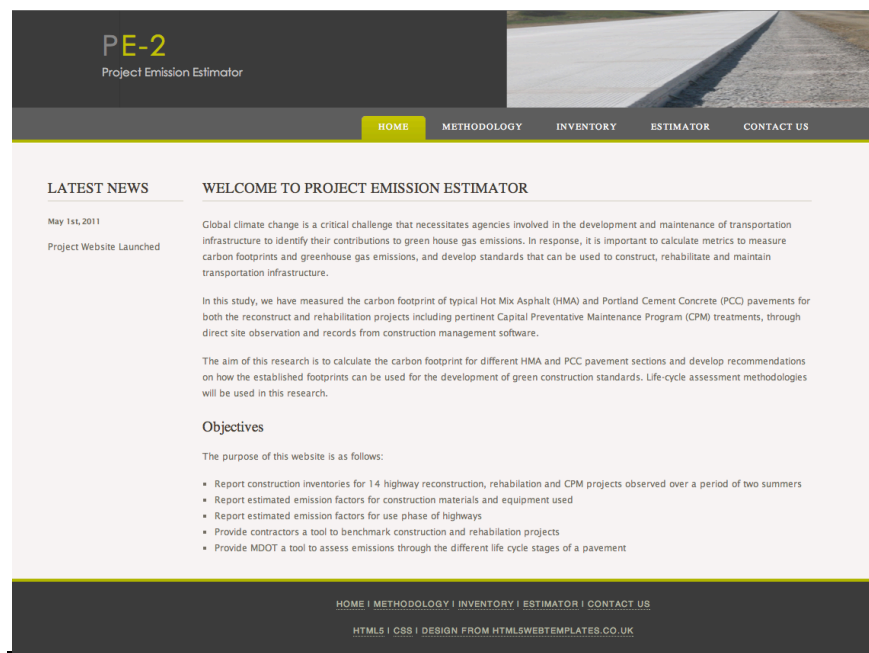 PE-2
Project Emission Estimator
HOME METHODOLOGY INVENTORY ESTIMATOR CONTACT US
LATEST NEWS
May 1st, 2011
Project Website Launched
WELCOME TO PROJECT EMISSION ESTIMATOR
Global climate change is a critical challenge that necessitates agencies involved in the development and maintenance of transportation
infrastructure to identify their contributions to green house gas emissions. In response, it is important to calculate metrics to measure
carbon footprints and greenhouse gas emissions, and develop standards that can be used to construct, rehabilitate and maintain
transportation infrastructure.
In this study, we have measured the carbon footprint of typical Hot Mix Asphalt (HMA) and Portland Cement Concrete (PCC) pavements for
both the reconstruct and rehabilitation projects including pertinent Capital Preventative Maintenance Program (CPM) treatments, through
direct site observation and records from construction management software.
The aim of this research is to calculate the carbon footprint for different HMA and PCC pavement sections and develop recommendations
on how the established footprints can be used for the development of green construction standards. Life-cycle assessment methodologies
will be used in this research.
Objectives
The purpose of this website is as follows:
▪ Report construction inventories for 14 highway reconstruction, rehabilation and CPM projects observed over a period of two summers
▪ Report estimated emission factors for construction materials and equipment used
▪ Report estimated emission factors for use phase of highways
▪ Provide contractors a tool to benchmark construction and rehabilation projects
▪ Provide MDOT a tool to assess emissions through the different life cycle stages of a pavement
HOME | METHODOLOGY | INVENTORY | ESTIMATOR | CONTACT US
HTML5 | CSS | DESIGN FROM HTML5WEBTEMPLATES.CO.UK